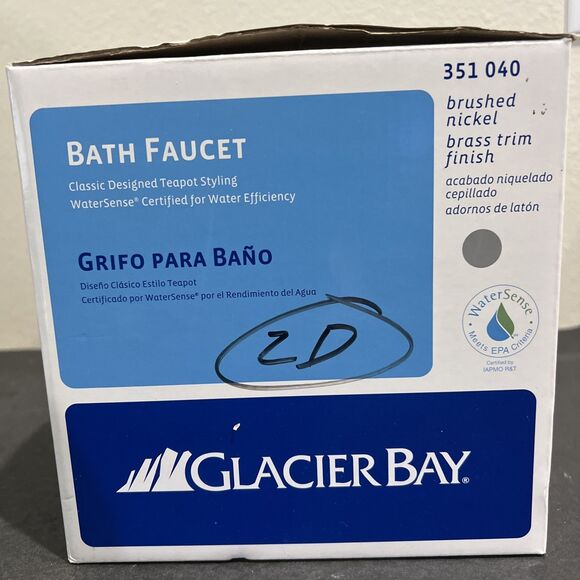 351 040
brushed
nickel
brass trim
finish
acabado niquelado
cepillado
adornos de latón
BATH FAUCET
Classic Designed Teapot Styling
WaterSense® Certified for Water Efficiency
GRIFO PARA BAÑO
Diseño Clásico Estilo Teapot
Certificado por WaterSense® por el Rendimiento del Agua
2D
WaterSense
Meets EPA Criteria
Certified by
IAPMO R&T
GLACIER BAY®